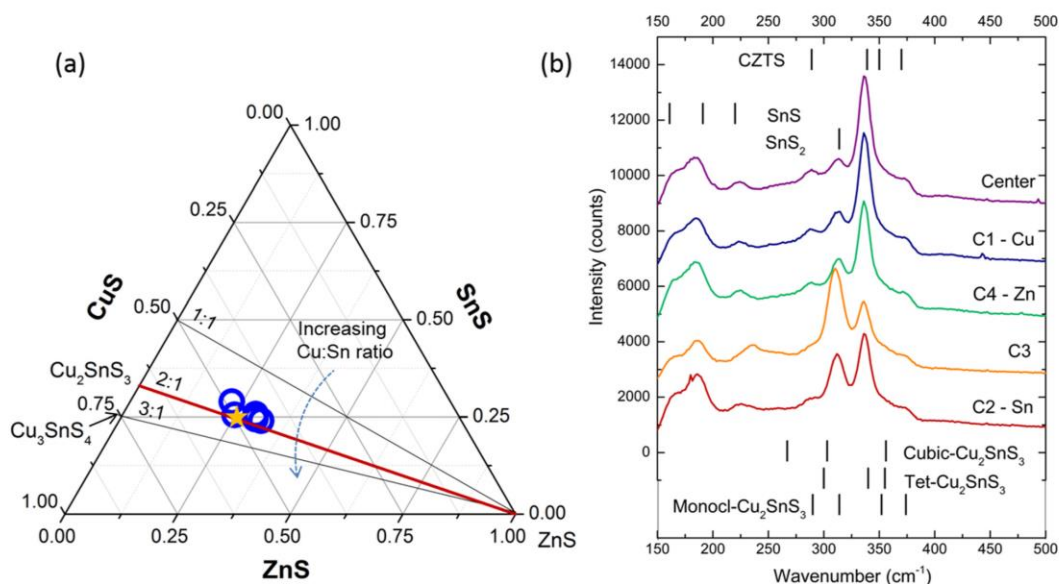 (a)
0.00
1.00
0.25
0.75
CuS
SnS
0.50
1:1
Increasing
Cu:Sn ratio
0.50
Cu₂SnS₃
2:1
0.75
3:1
0.25
Cu₃SnS₄
1.00
0.00
0.00
0.25
0.50
0.75
1.00
ZnS
ZnS
(b)
150 200 250 300 350 400 450 500
14000
12000
10000
8000
6000
4000
2000
0
Intensity (counts)
CZTS
SnS
SnS₂
Center
C1 - Cu
C4 - Zn
C3
C2 - Sn
Cubic-Cu₂SnS₃
Tet-Cu₂SnS₃
Monocl-Cu₂SnS₃
150 200 250 300 350 400 450 500
Wavenumber (cm⁻¹)